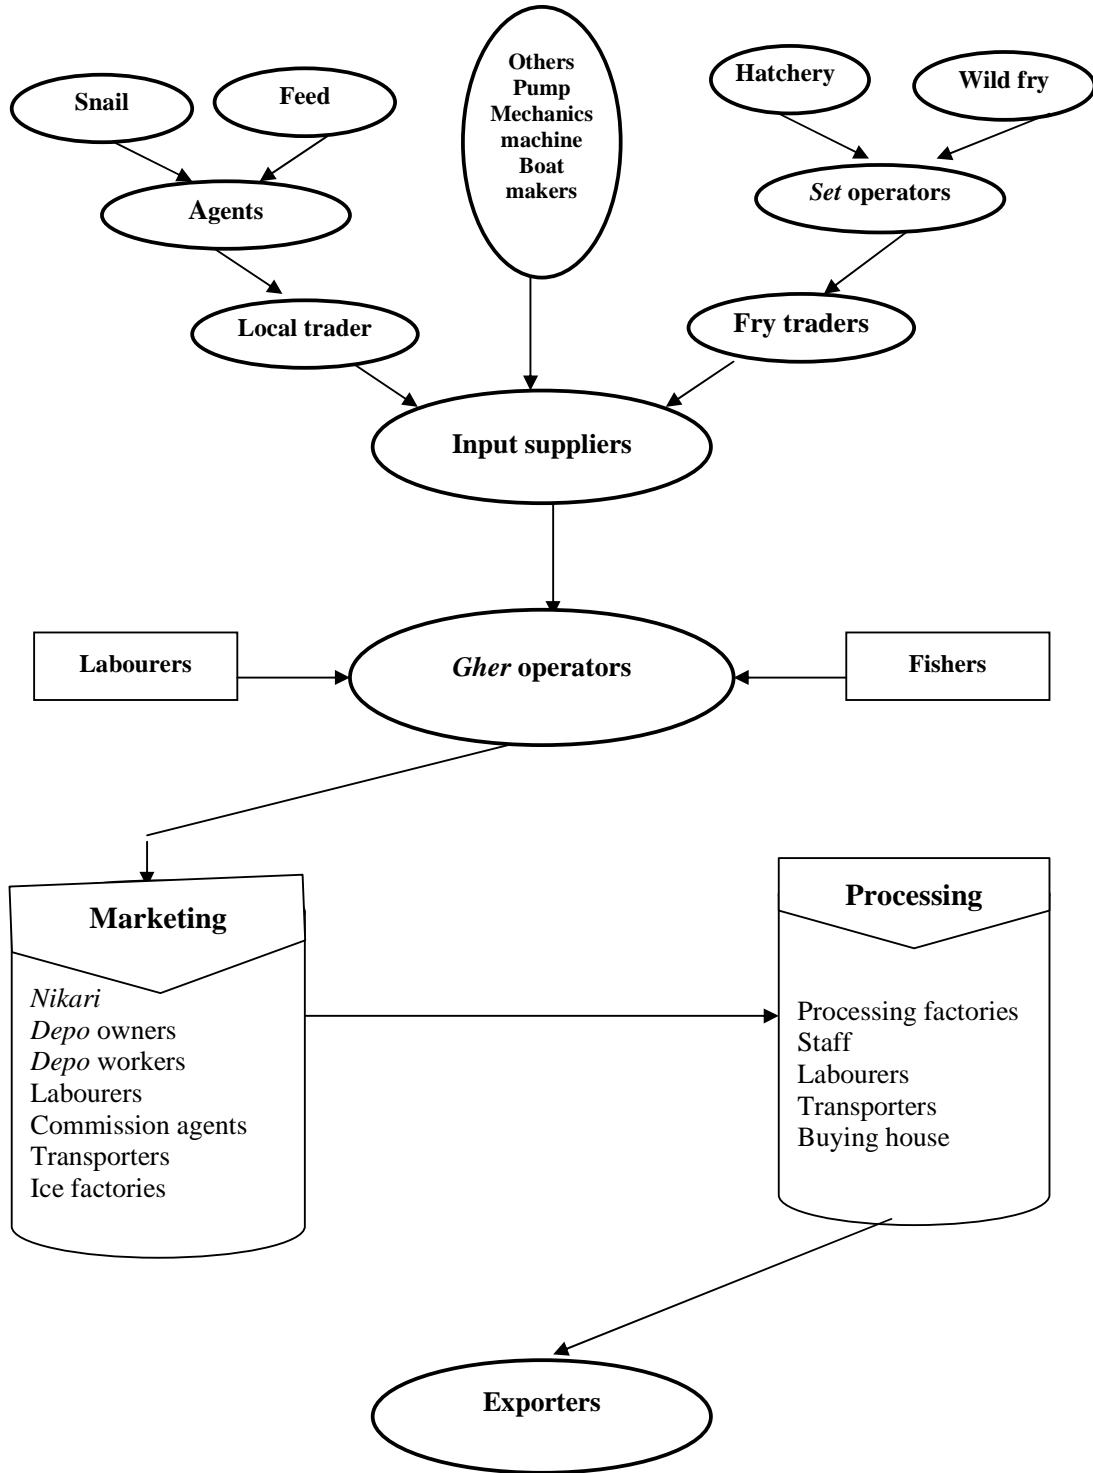 Others
Pump
Mechanics
machine
Boat
makers
Snail
Feed
Hatchery
Wild fry
Agents
Set operators
Local trader
Fry traders
Input suppliers
Labourers
Gher operators
Fishers
Marketing
Nikari
Depo owners
Depo workers
Labourers
Commission agents
Transporters
Ice factories
Processing
Processing factories
Staff
Labourers
Transporters
Buying house
Exporters